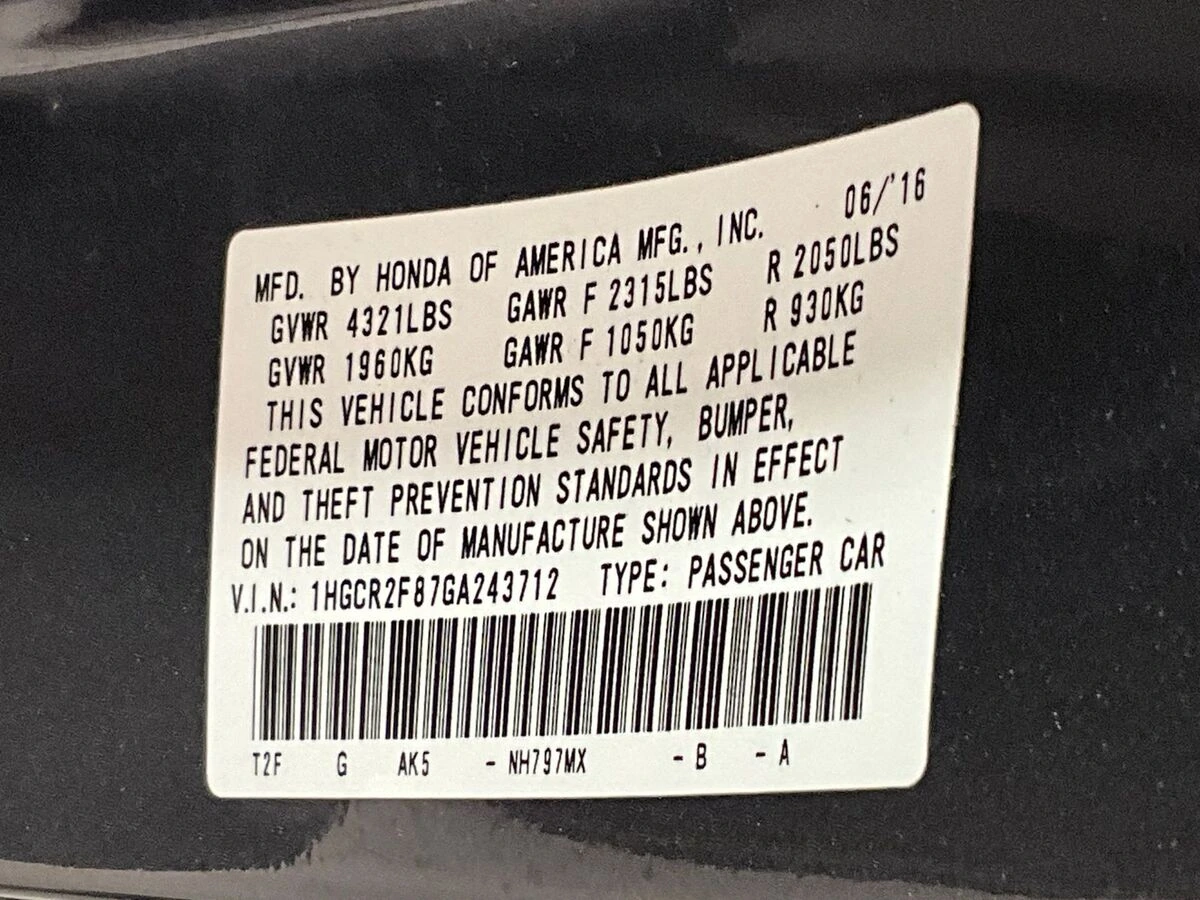 06/'16
MFD. BY HONDA OF AMERICA MFG., INC.
GVWR 4321LBS GAWR F 2315LBS R 2050LBS
GVWR 1960KG GAWR F 1050KG R 930KG
THIS VEHICLE CONFORMS TO ALL APPLICABLE
FEDERAL MOTOR VEHICLE SAFETY, BUMPER,
AND THEFT PREVENTION STANDARDS IN EFFECT
ON THE DATE OF MANUFACTURE SHOWN ABOVE.
V.I.N.: 1HGCR2F87GA243712 TYPE: PASSENGER CAR
T2F G AK5 - NH797MX - B - A